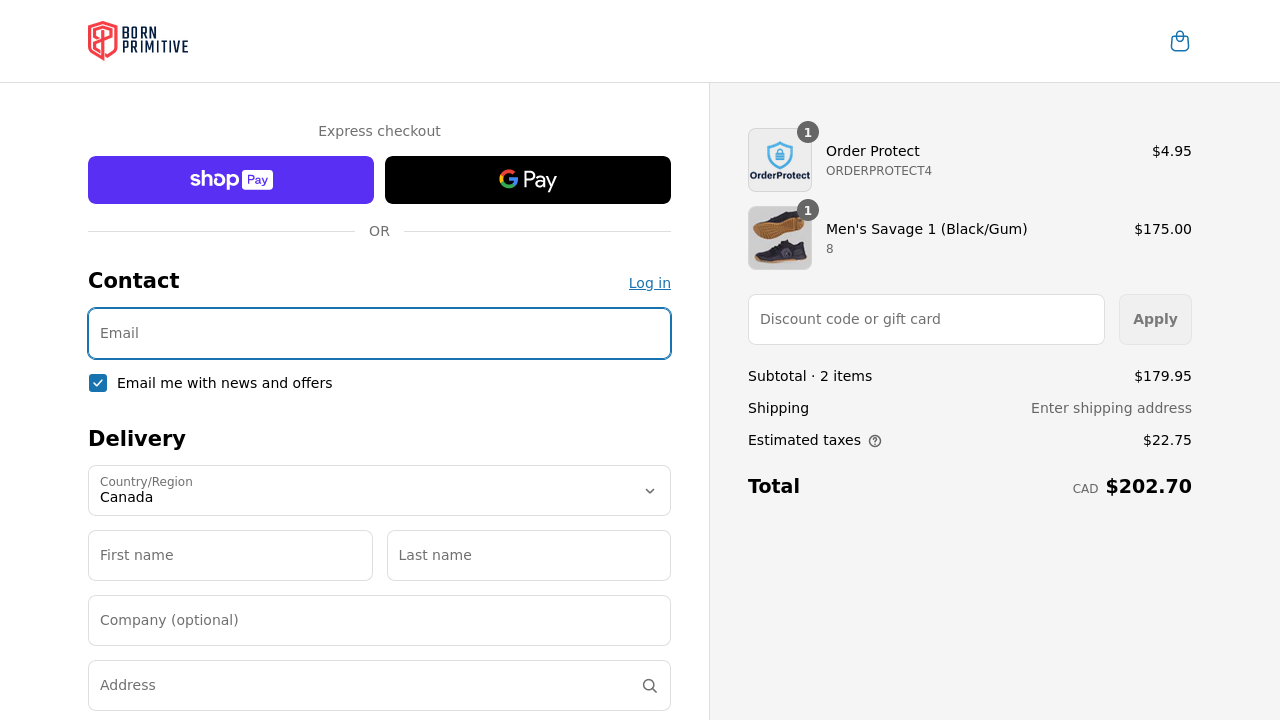 BORN
PRIMITIVE
Express checkout
shop Pay
G Pay
OR
Contact
Log in
Email
Email me with news and offers
Delivery
Country/Region
Canada
First name
Last name
Company (optional)
Address
1
OrderProtect
Order Protect
ORDERPROTECT4
$4.95
1
Men's Savage 1 (Black/Gum)
8
$175.00
Discount code or gift card
Apply
Subtotal · 2 items
$179.95
Shipping
Enter shipping address
Estimated taxes
$22.75
Total
CAD $202.70